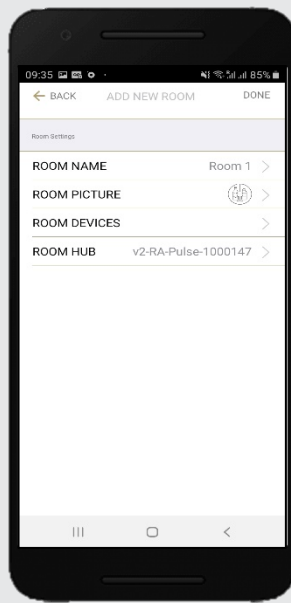 09:35 85%
← BACK ADD NEW ROOM DONE
Room Settings
ROOM NAME Room 1 >
ROOM PICTURE >
ROOM DEVICES >
ROOM HUB v2-RA-Pulse-1000147 >